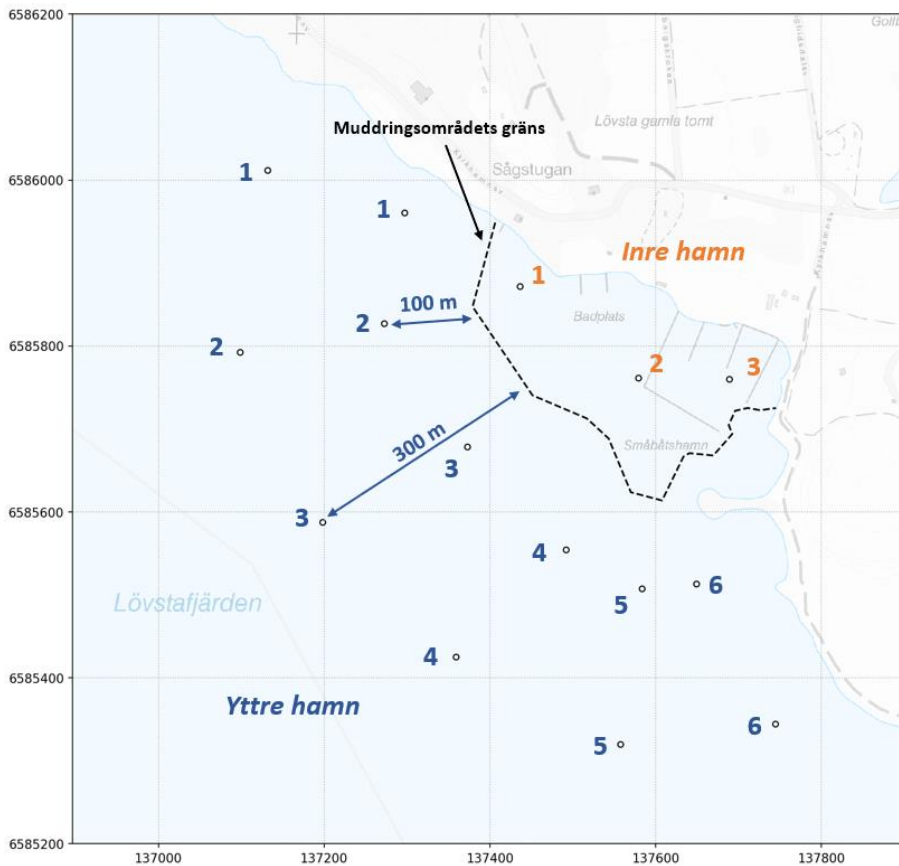 6586200
Golfb
Lövsta gamla tomt
Muddringsområdets gräns
Sågstugan
Kyrkhamnsv
6586000
1
1
Inre hamn
1
100 m
Badplats
2
6585800
2
2
3
300 m
Småbåtshamn
3
6585600
3
4
6
5
Lövstafjärden
4
6585400
Yttre hamn
5
6
6585200
137000
137200
137400
137600
137800